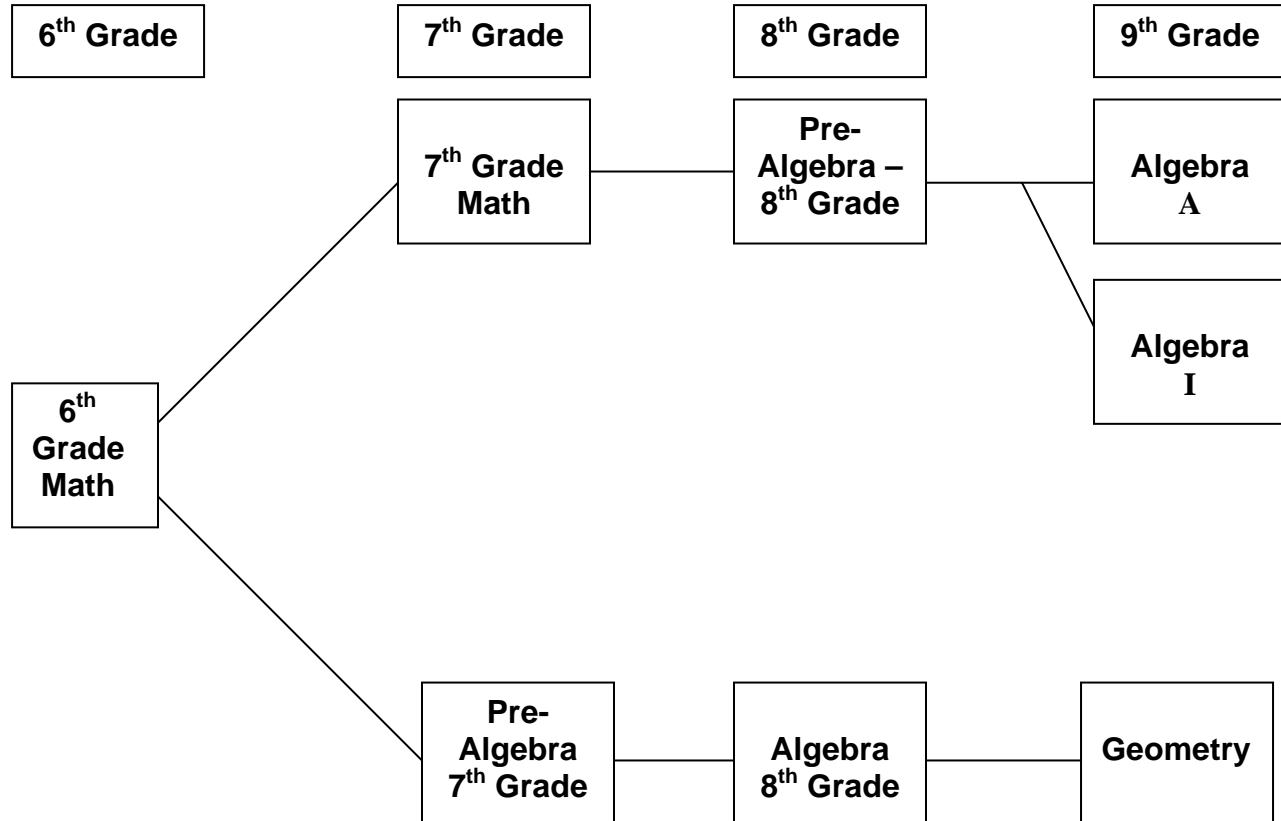 6th Grade
7th Grade
8th Grade
9th Grade
7th Grade
Math
Pre-
Algebra –
8th Grade
Algebra
A
Algebra
I
6th
Grade
Math
Pre-
Algebra
7th Grade
Algebra
8th Grade
Geometry